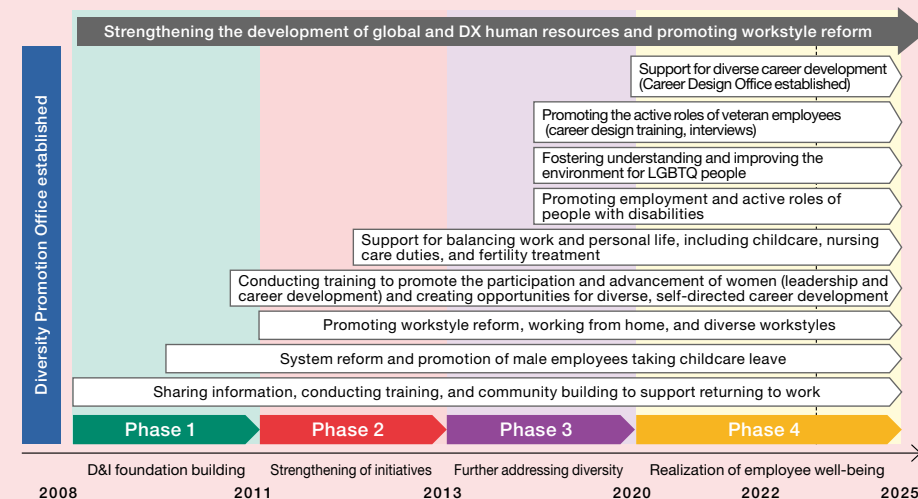 Strengthening the development of global and DX human resources and promoting workstyle reform
Diversity Promotion Office established
Support for diverse career development
(Career Design Office established)
Promoting the active roles of veteran employees
(career design training, interviews)
Fostering understanding and improving the
environment for LGBTQ people
Promoting employment and active roles of
people with disabilities
Support for balancing work and personal life, including childcare, nursing
care duties, and fertility treatment
Conducting training to promote the participation and advancement of women (leadership and
career development) and creating opportunities for diverse, self-directed career development
Promoting workstyle reform, working from home, and diverse workstyles
System reform and promotion of male employees taking childcare leave
Sharing information, conducting training, and community building to support returning to work
Phase 1 Phase 2 Phase 3 Phase 4
D&I foundation building Strengthening of initiatives Further addressing diversity Realization of employee well-being
2008 2011 2013 2020 2022 2025